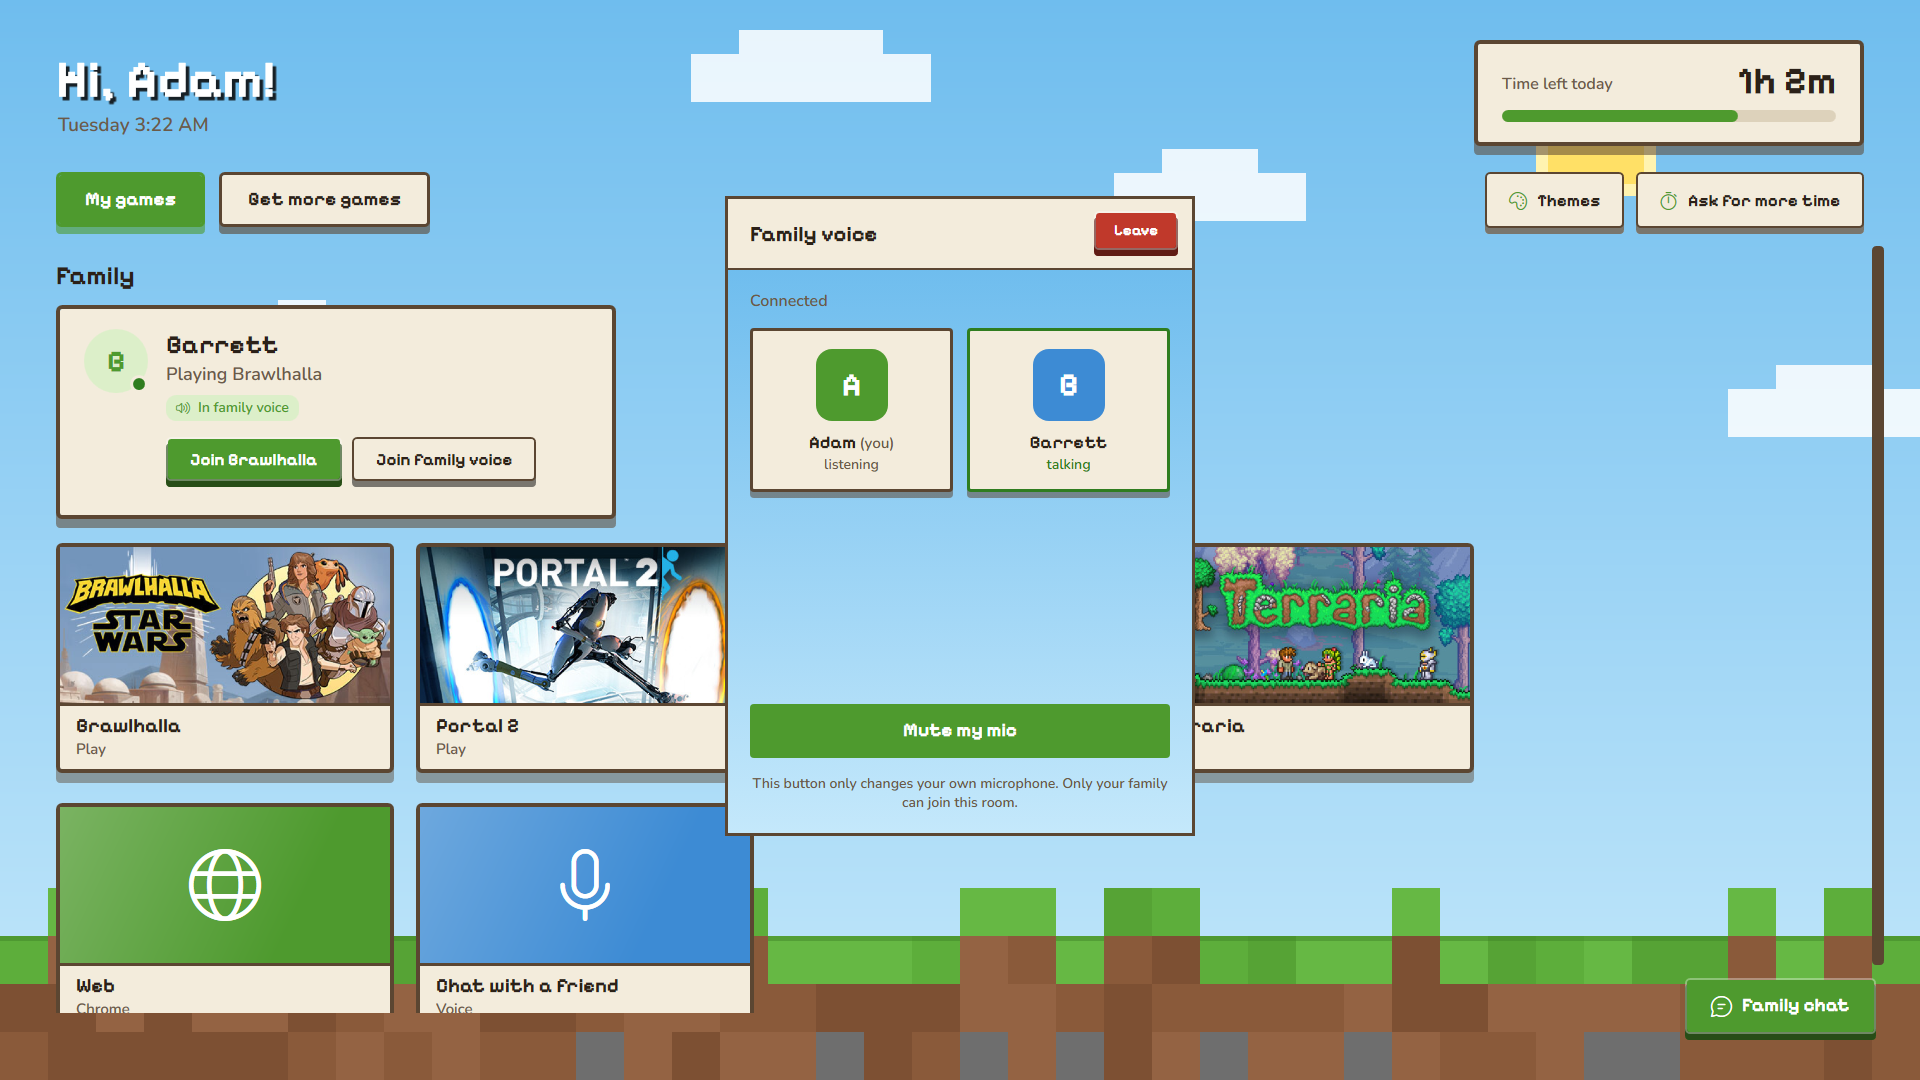 Hi, Adam!
Tuesday 3:22 AM
Time left today
1h 2m
My games
Get more games
Themes
Ask for more time
Family
B
Barrett
Playing Brawlhalla
In family voice
Join Brawlhalla
Join family voice
Family voice
Leave
Connected
A
Adam (you)
listening
B
Barrett
talking
Mute my mic
This button only changes your own microphone. Only your family
can join this room.
BRAWLHALLA
STAR
WARS
Brawlhalla
Play
PORTAL 2
Portal 2
Play
Terraria
raria
Web
Chrome
Chat with a friend
Voice
Family chat